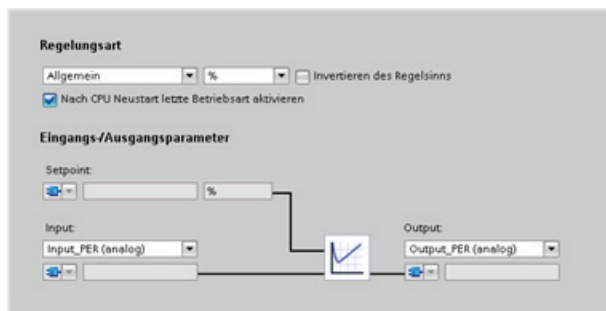 Regelungsart
Allgemein % Invertieren des Regelsinns
Nach CPU Neustart letzte Betriebsart aktivieren
Eingangs-/Ausgangsparameter
Setpoint:
%
Input: Output:
Input_PER (analog) Output_PER (analog)